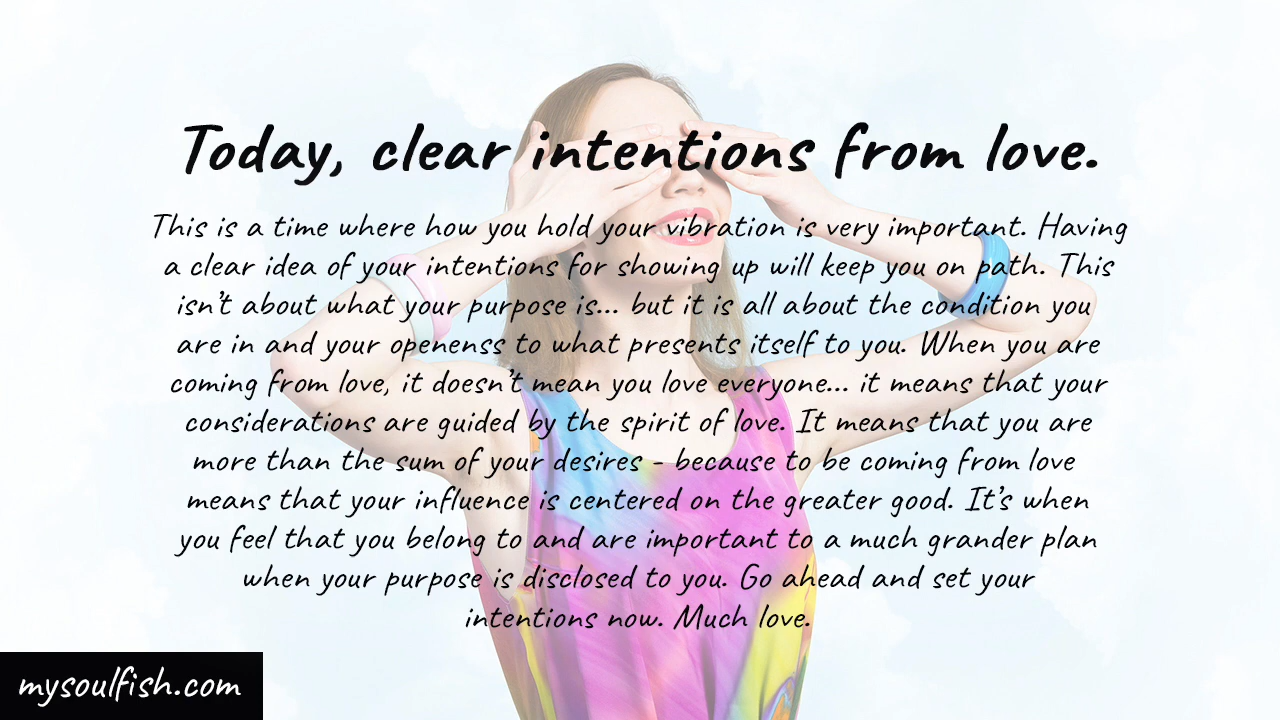 Today, clear intentions from love.
This is a time where how you hold your vibration is very important. Having
a clear idea of your intentions for showing up will keep you on path. This
isn't about what your purpose is... but it is all about the condition you
are in and your openenss to what presents itself to you. When you are
coming from love, it doesn't mean you love everyone... it means that your
considerations are guided by the spirit of love. It means that you are
more than the sum of your desires - because to be coming from love
means that your influence is centered on the greater good. It's when
you feel that you belong to and are important to a much grander plan
when your purpose is disclosed to you. Go ahead and set your
intentions now. Much love.
mysoulfish.com